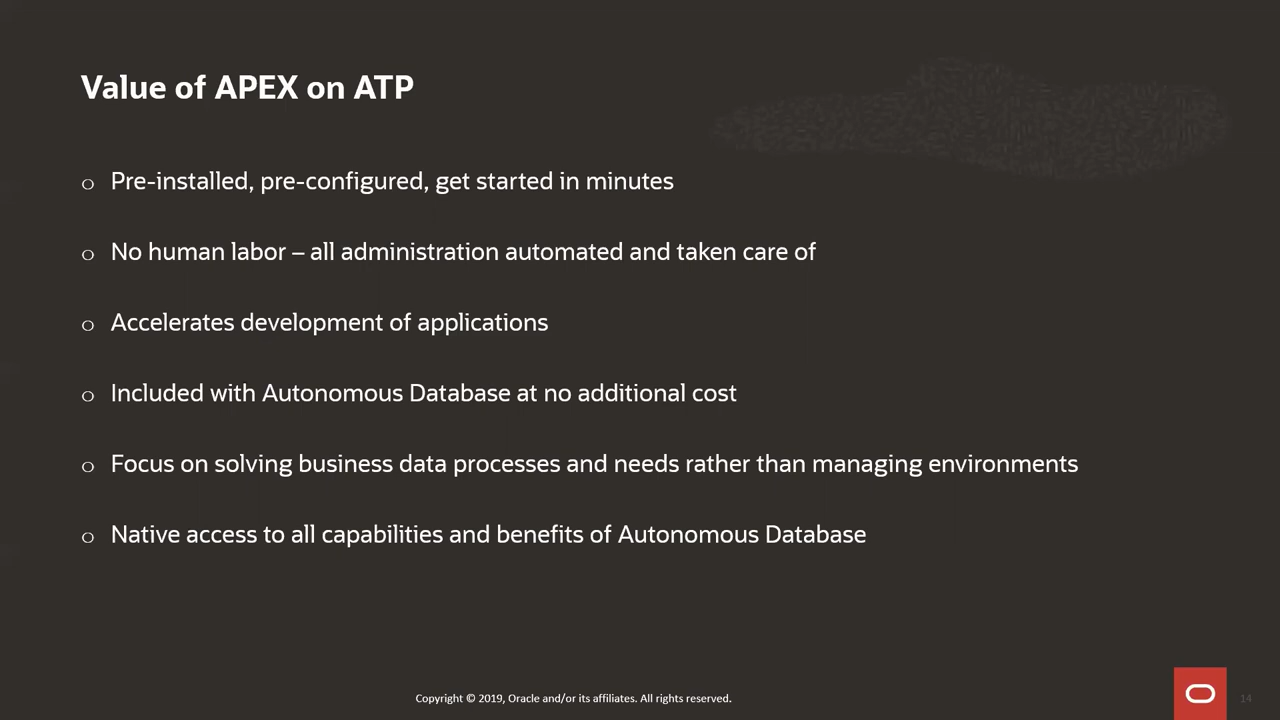 Value of APEX on ATP
o Pre-installed, pre-configured, get started in minutes
o No human labor – all administration automated and taken care of
o Accelerates development of applications
o Included with Autonomous Database at no additional cost
o Focus on solving business data processes and needs rather than managing environments
o Native access to all capabilities and benefits of Autonomous Database
Copyright © 2019, Oracle and/or its affiliates. All rights reserved.
14